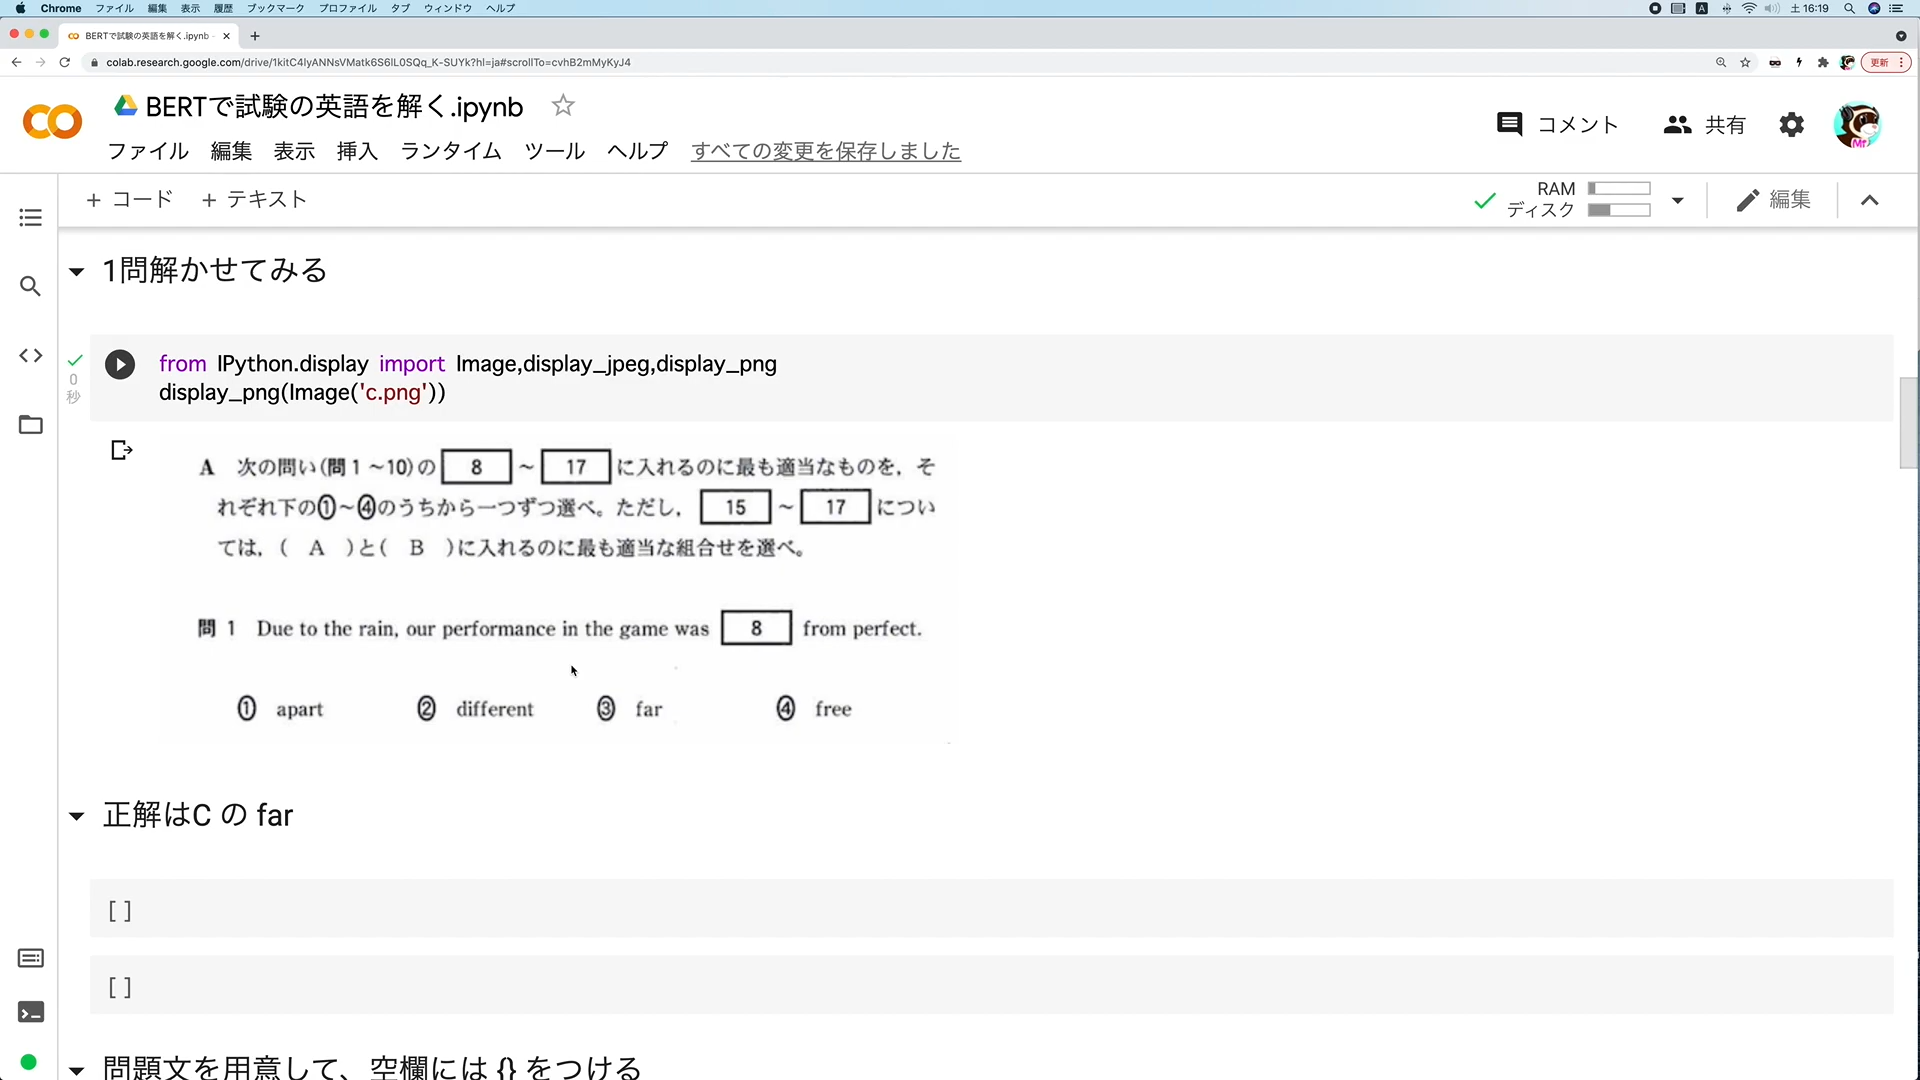 Chrome ファイル 編集 表示 履歴 ブックマーク プロファイル タブ ウィンドウ ヘルプ
A
土16:19
BERTで試験の英語を解く.ipynb
colab.research.google.com/drive/1kitC4lyANNsVMatk6S6lL0SQq_K-SUYk?hl=ja#scrollTo=cvhB2mMyKyJ4
更新
BERTで試験の英語を解く.ipynb
ファイル 編集 表示 挿入 ランタイム ツール ヘルプ すべての変更を保存しました
コメント
共有
+ コード + テキスト
RAM
ディスク
編集
1問解かせてみる
0
秒
from IPython.display import Image,display_jpeg,display_png
display_png(Image('c.png'))
A 次の問い(問1~10)の 8 ~ 17 に入れるのに最も適当なものを、そ
れぞれ下の①~④のうちから一つずつ選べ。ただし、 15 ~ 17 につい
ては、( A )と( B )に入れるのに最も適当な組合せを選べ。
問1 Due to the rain, our performance in the game was 8 from perfect.
① apart ② different ③ far ④ free
正解はC の far
[ ]
[ ]
問題文を用意して、空欄には {} をつける